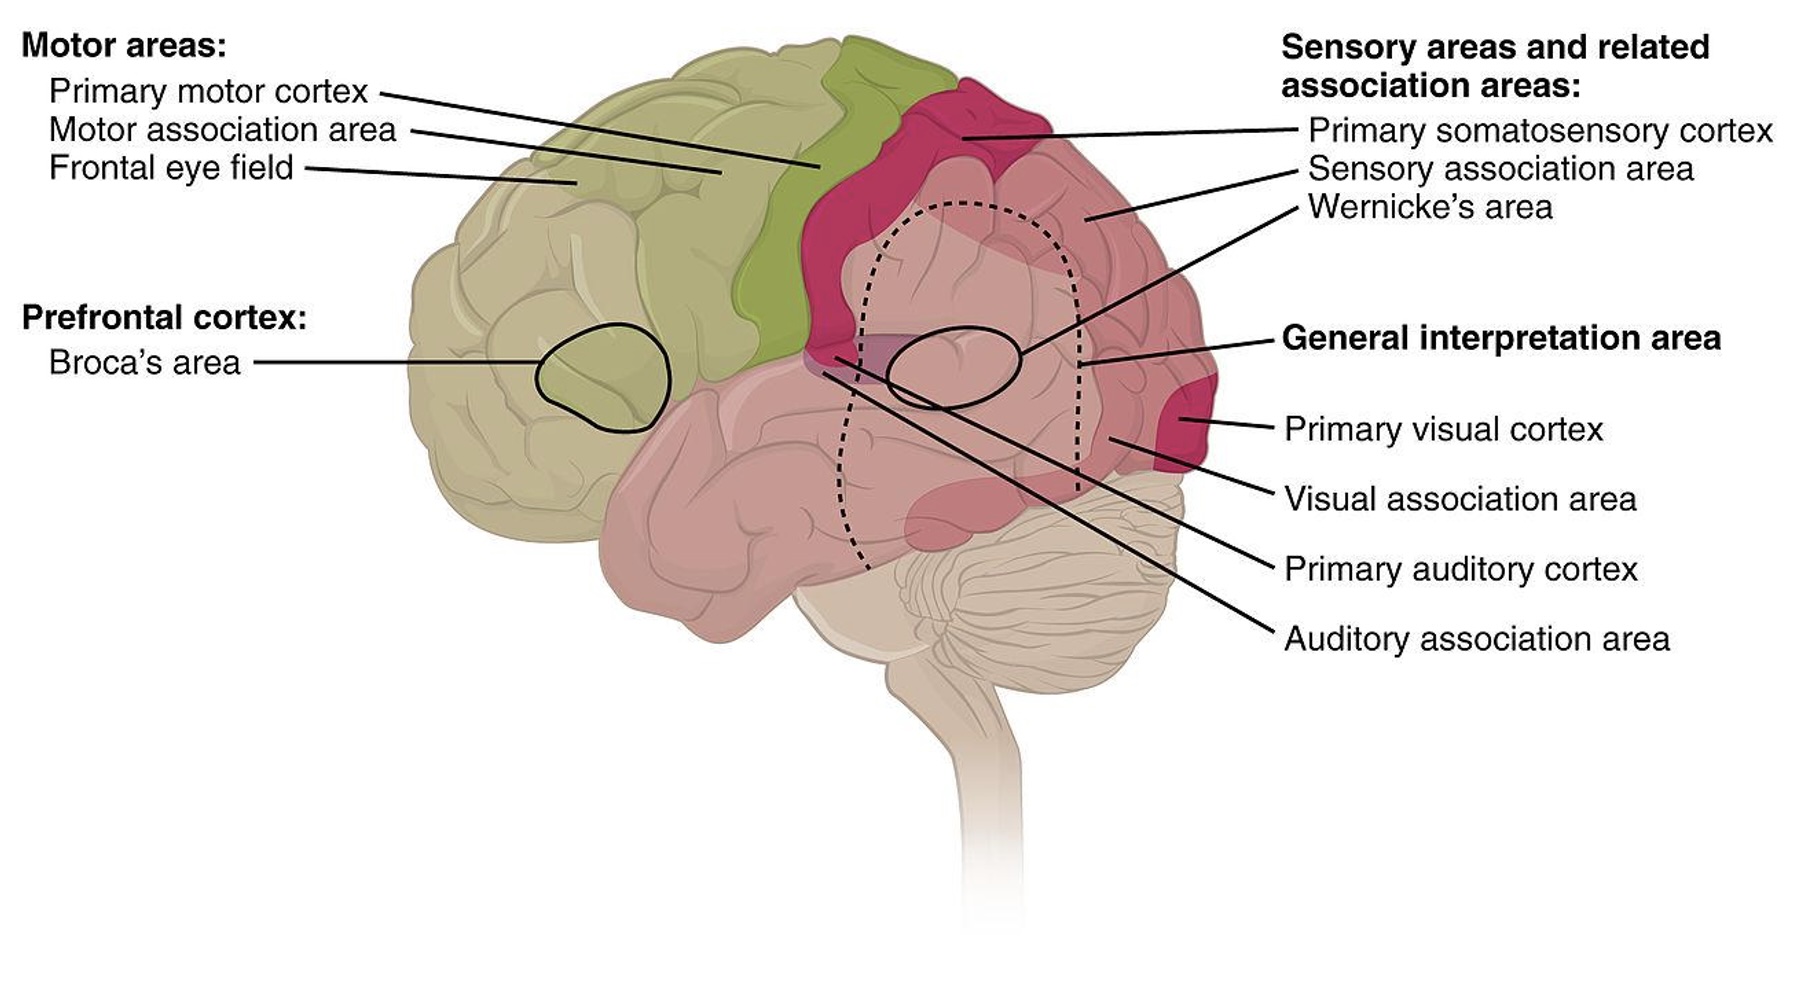 Motor areas:
Primary motor cortex
Motor association area
Frontal eye field
Prefrontal cortex:
Broca’s area
Sensory areas and related
association areas:
Primary somatosensory cortex
Sensory association area
Wernicke’s area
General interpretation area
Primary visual cortex
Visual association area
Primary auditory cortex
Auditory association area